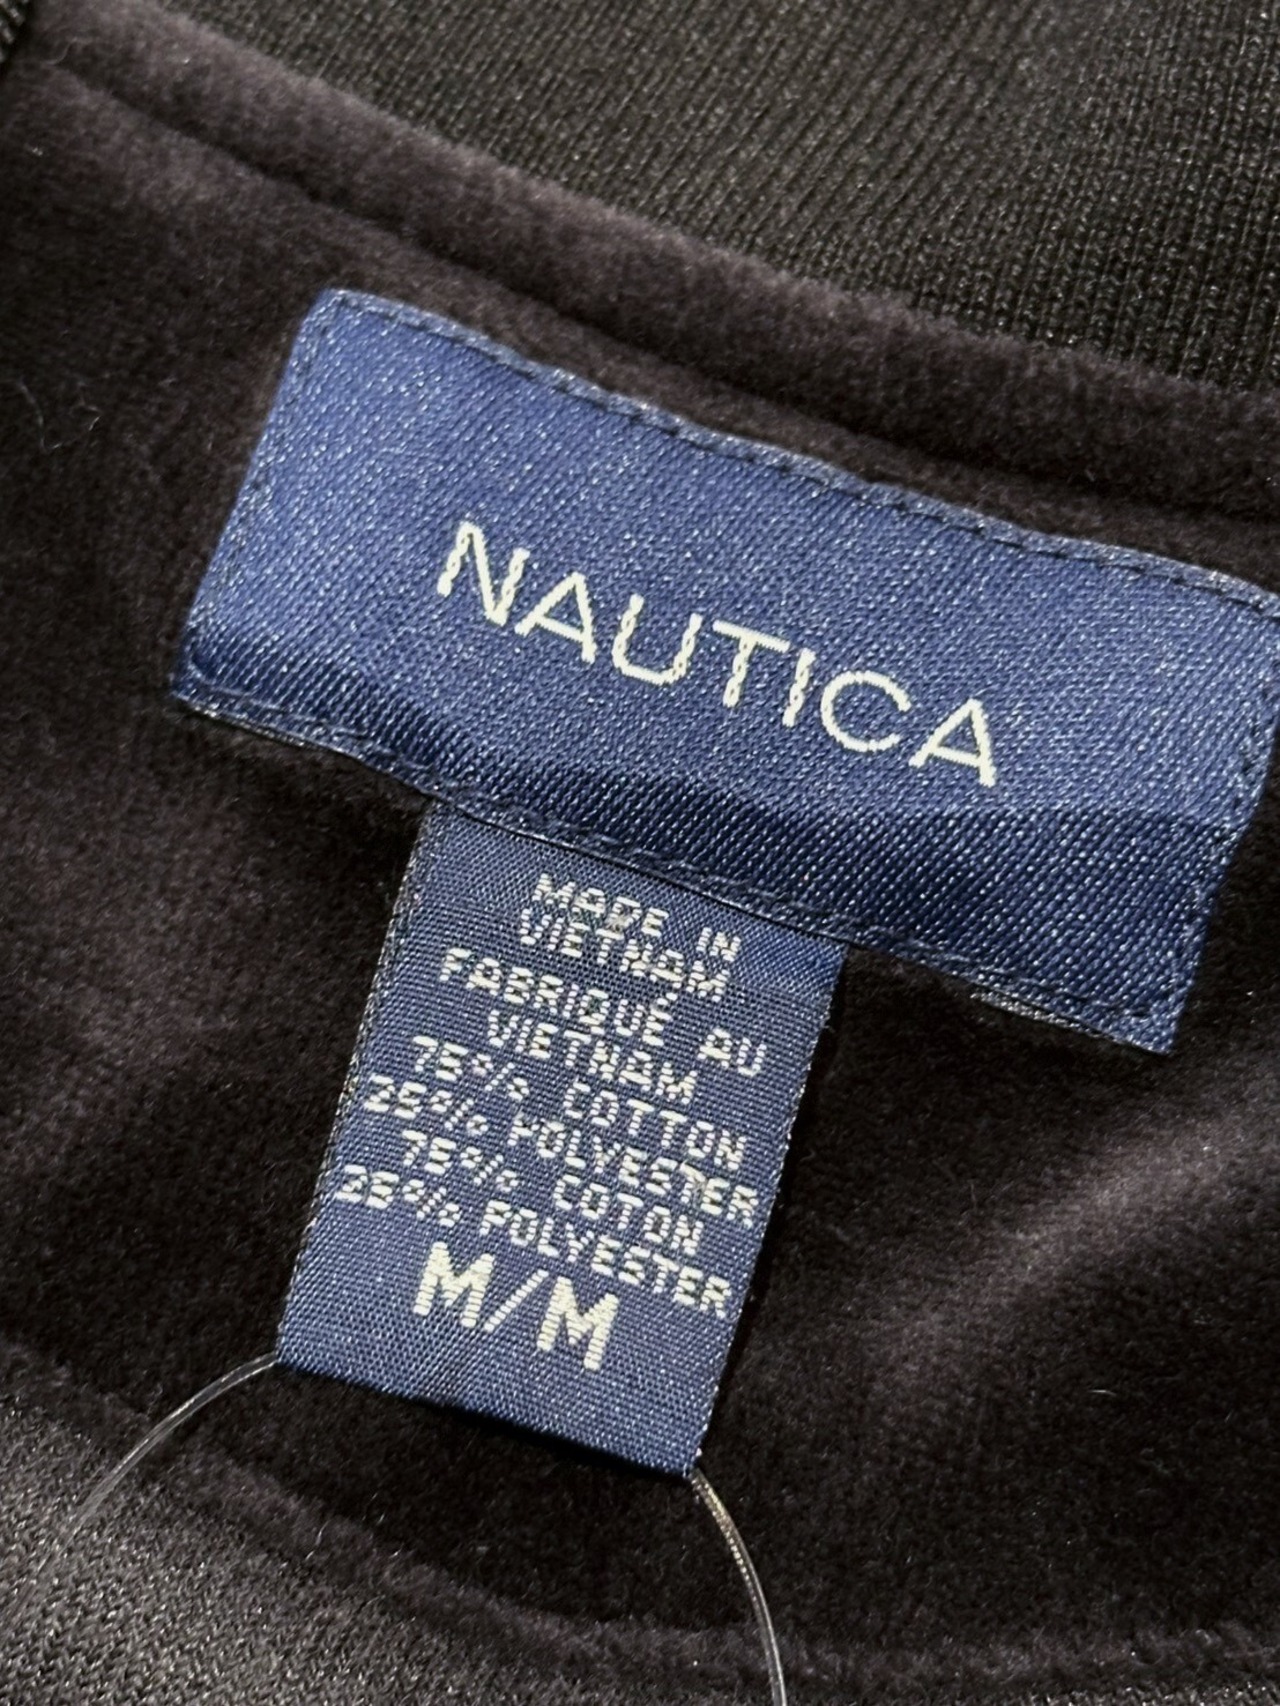 NAUTICA
MADE IN
VIETNAM
FABRIQUÉ AU
VIETNAM
75% COTTON
25% POLYESTER
75% COTON
25% POLYESTER
M/M